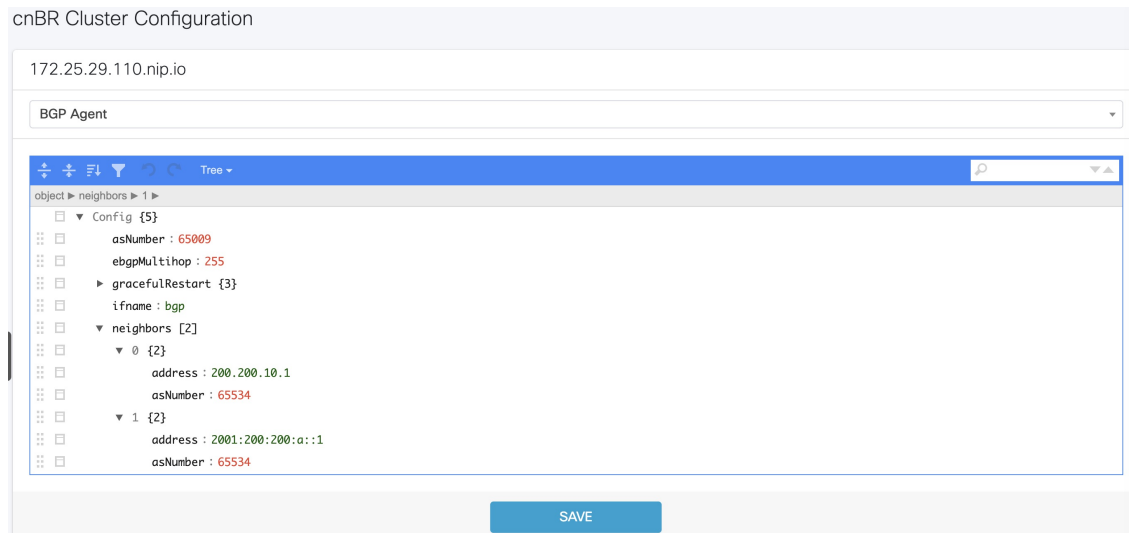 cnBR Cluster Configuration
172.25.29.110.nip.io
BGP Agent
Tree
object ► neighbors ► 1 ►
Config {5}
asNumber : 65009
ebgpMultihop : 255
gracefulRestart {3}
ifname : bgp
neighbors [2]
0 {2}
address : 200.200.10.1
asNumber : 65534
1 {2}
address : 2001:200:200:a::1
asNumber : 65534
SAVE